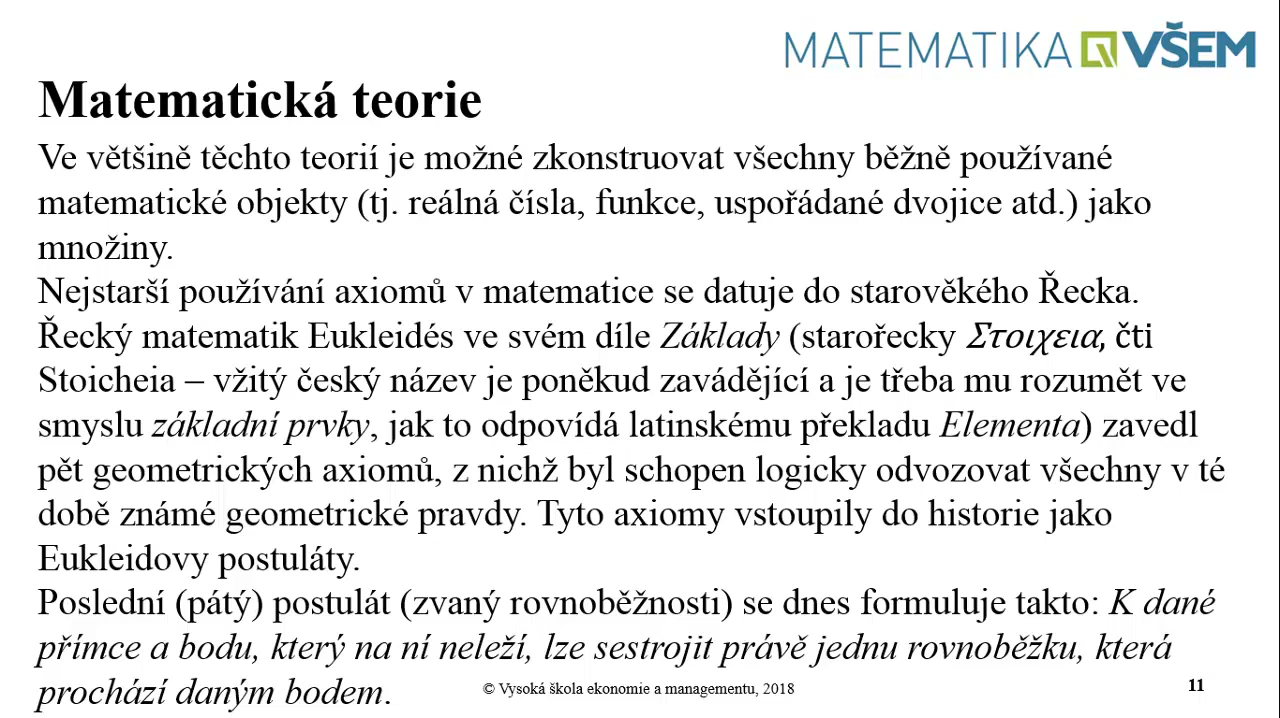 MATEMATIKA VŠEM
Matematická teorie
Ve většině těchto teorií je možné zkonstruovat všechny běžně používané
matematické objekty (tj. reálná čísla, funkce, uspořádané dvojice atd.) jako
množiny.
Nejstarší používání axiomů v matematice se datuje do starověkého Řecka.
Řecký matematik Eukleidés ve svém díle Základy (starořecky Στοιχεια, čti
Stoicheia – vžitý český název je poněkud zavádějící a je třeba mu rozumět ve
smyslu základní prvky, jak to odpovídá latinskému překladu Elementa) zavedl
pět geometrických axiomů, z nichž byl schopen logicky odvozovat všechny v té
době známé geometrické pravdy. Tyto axiomy vstoupily do historie jako
Eukleidovy postuláty.
Poslední (pátý) postulát (zvaný rovnoběžnosti) se dnes formuluje takto: K dané
přímce a bodu, který na ní neleží, lze sestrojit právě jednu rovnoběžku, která
prochází daným bodem.
© Vysoká škola ekonomie a managementu, 2018
11